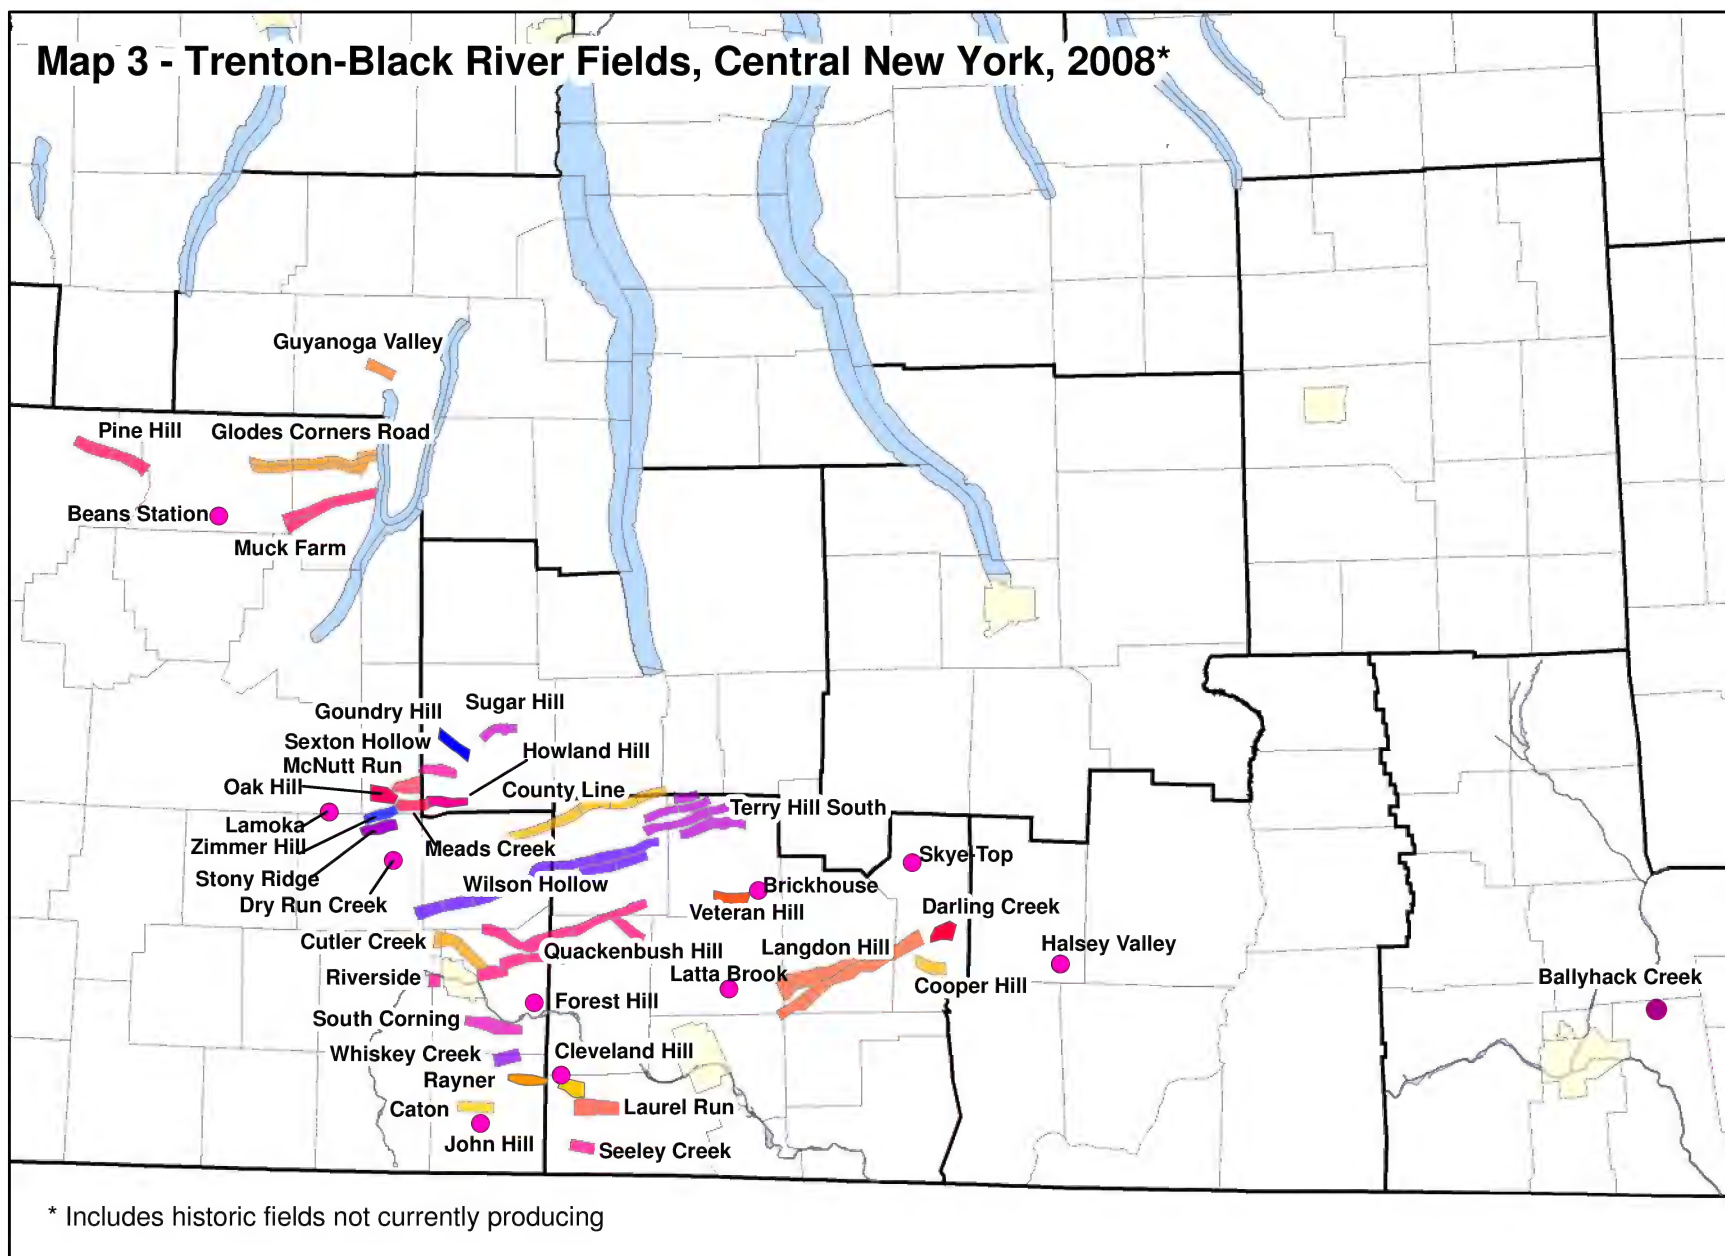 Map 3 - Trenton-Black River Fields, Central New York, 2008*
Guyanoga Valley
Pine Hill
Glodes Corners Road
Beans Station
Muck Farm
Sugar Hill
Goundry Hill
Sexton Hollow
Howland Hill
McNutt Run
Oak Hill
County Line
Terry Hill South
Lamoka
Zimmer Hill
Meads Creek
Skye-Top
Stony Ridge
Wilson Hollow
Brickhouse
Dry Run Creek
Veteran Hill
Darling Creek
Cutler Creek
Quackenbush Hill
Langdon Hill
Halsey Valley
Riverside
Latta Brook
Cooper Hill
Ballyhack Creek
Forest Hill
South Corning
Whiskey Creek
Cleveland Hill
Rayner
Caton
Laurel Run
John Hill
Seeley Creek
* Includes historic fields not currently producing